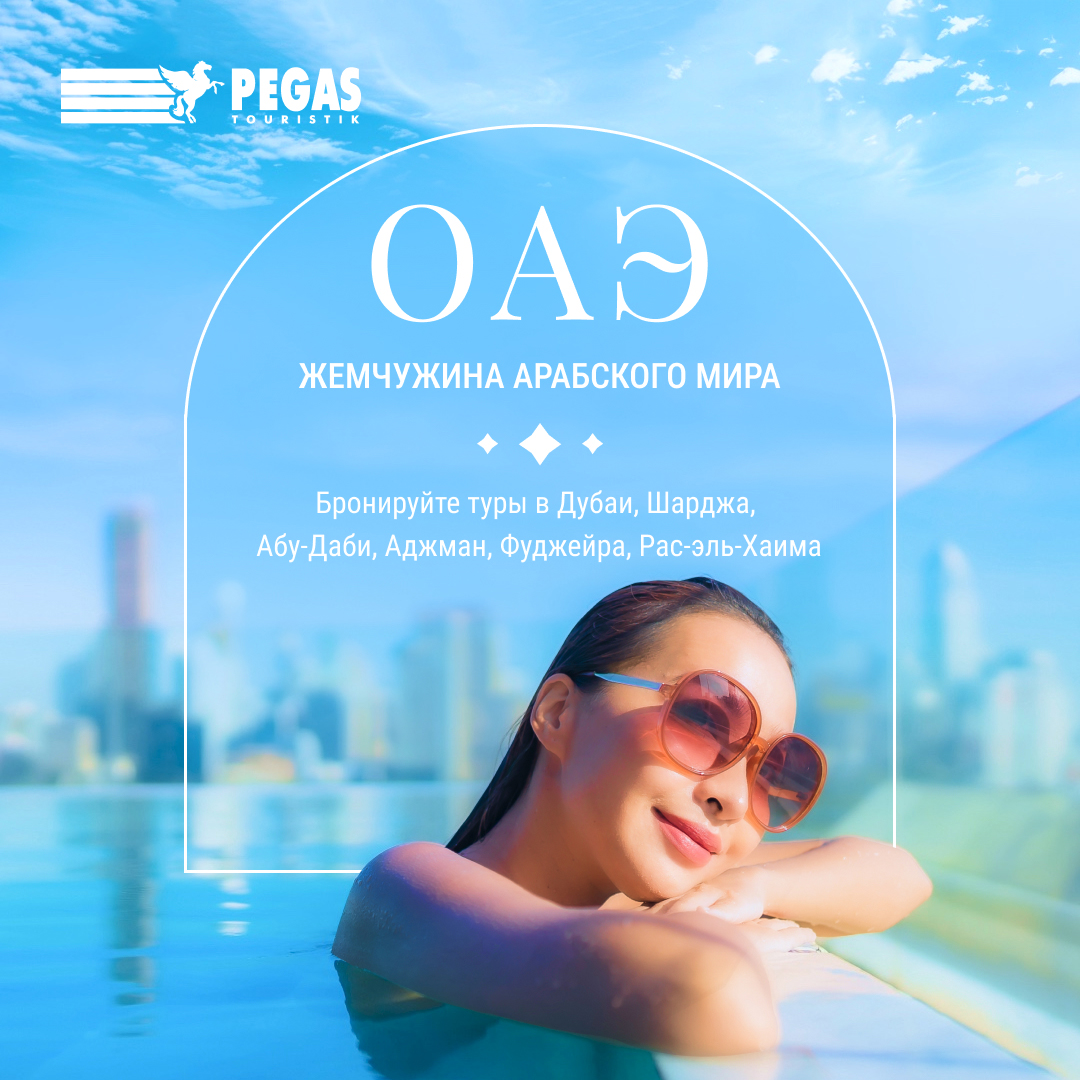 PEGAS
TOURISTIK
ОАЭ
ЖЕМЧУЖИНА АРАБСКОГО МИРА
Бронируйте туры в Дубаи, Шарджа,
Абу-Даби, Аджман, Фуджейра, Рас-эль-Хаима